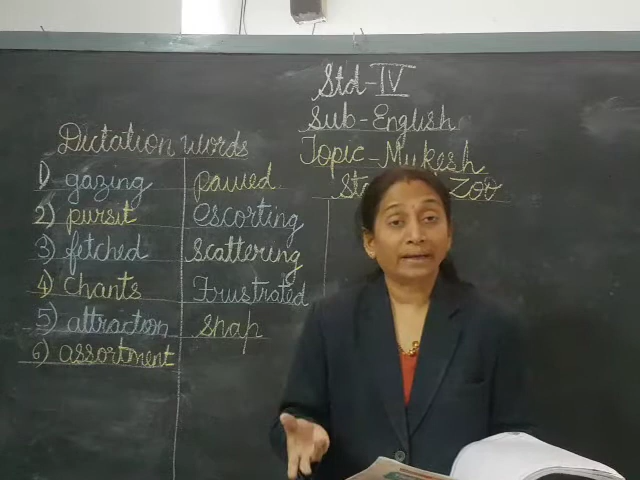 Std-IV
Sub-English
Topic-Mukesh
Zoo
Dictation words
1) gazing pawed
2) pursit escorting
3) fetched scattering
4) Chants Frustrated
5) attraction snap
6) assortment